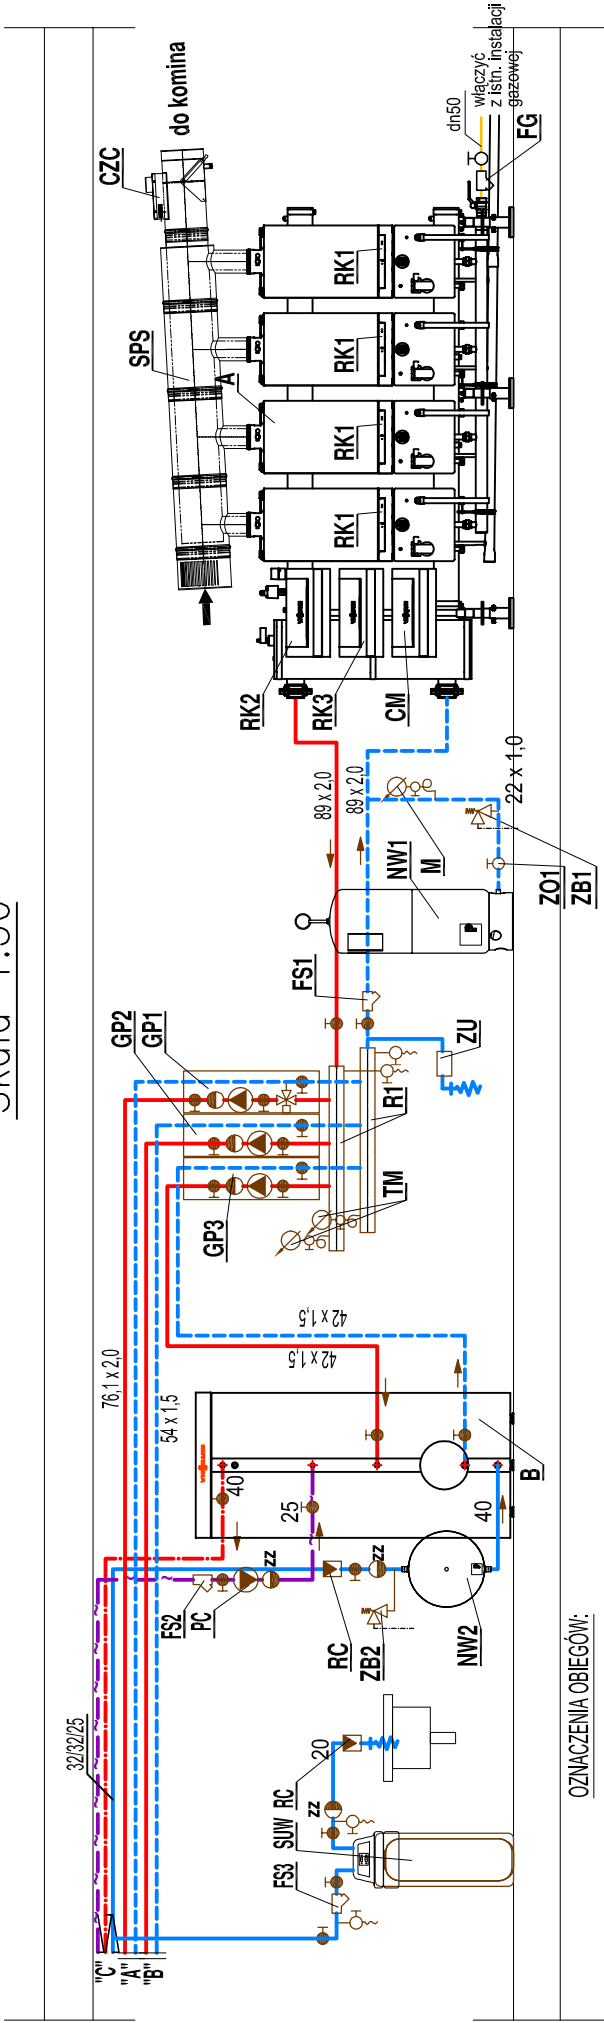 Skala 1:50
"C"
"A"
"B"
32/32/25
76,1 x 2,0
54 x 1,5
FS3
SUW
RC
zz
20
FS2
PC
zz
40
25
RC
ZB2
zz
NW2
40
B
42 x 1,5
42 x 1,5
GP3
GP2
GP1
TM
R1
ZU
FS1
NW1
M
89 x 2,0
89 x 2,0
22 x 1,0
ZO1
ZB1
RK2
RK3
CM
VIESMANN
P
RK1
RK1
RK1
RK1
A
SPS
CZC
do komina
dn50
włączyć
z istn. instalacji
gazowej
FG
OZNACZENIA OBIEGÓW: